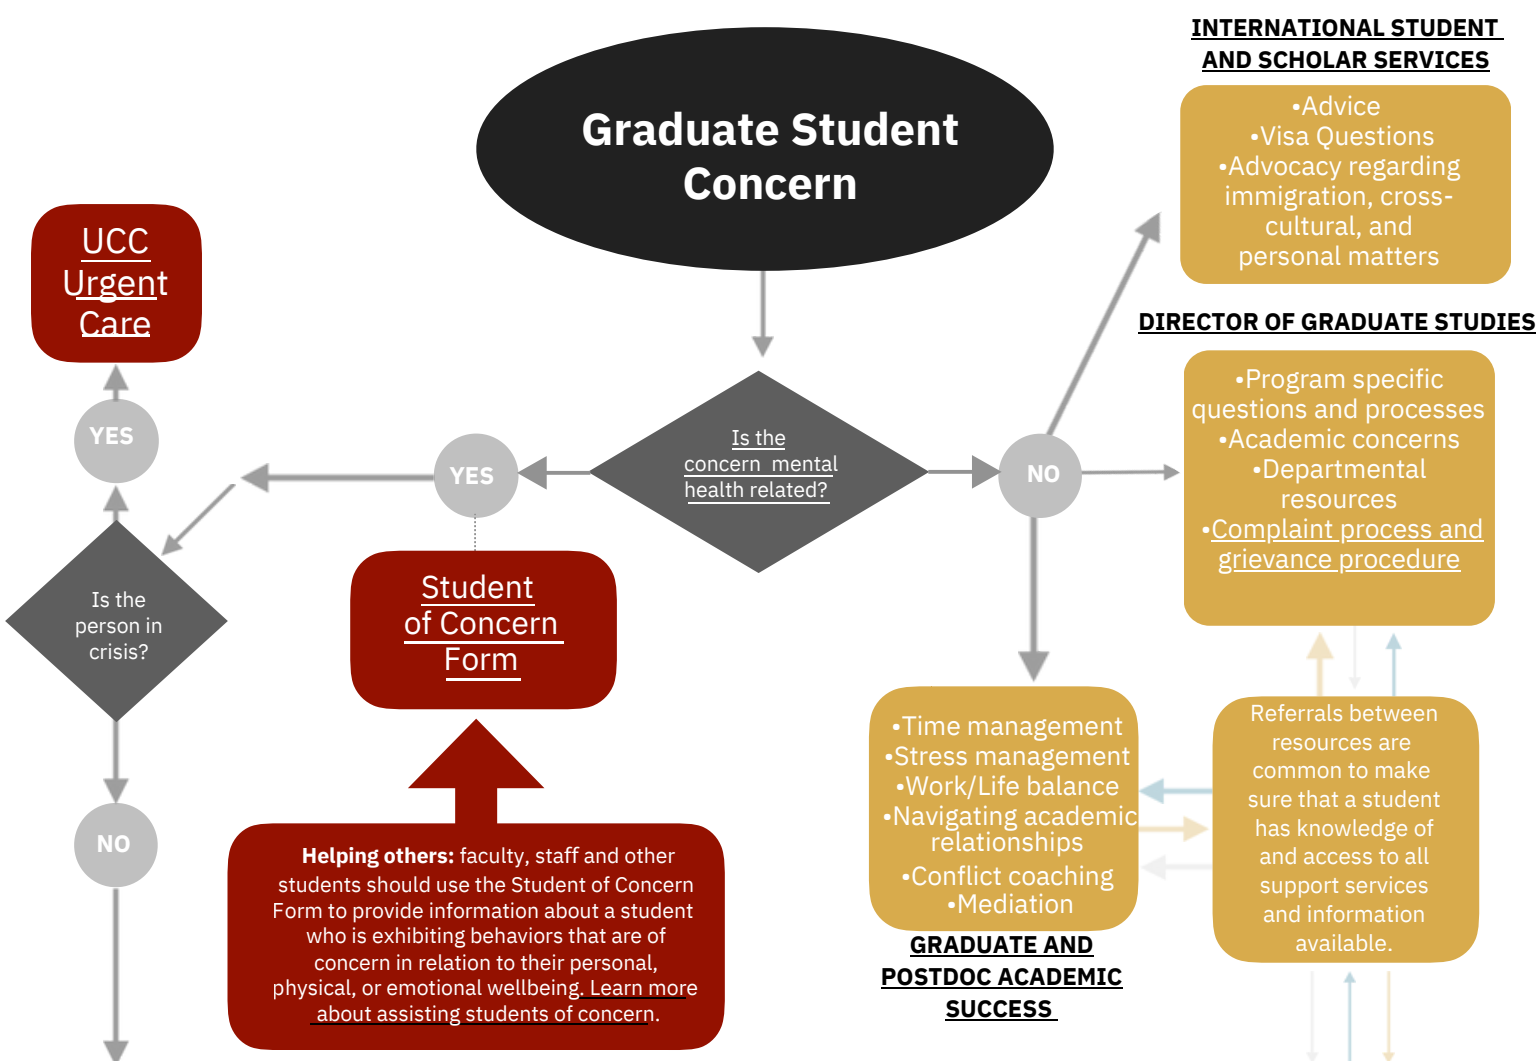 INTERNATIONAL STUDENT
AND SCHOLAR SERVICES
•Advice
•Visa Questions
•Advocacy regarding
immigration, cross-
cultural, and
personal matters
Graduate Student
Concern
UCC
Urgent
Care
DIRECTOR OF GRADUATE STUDIES
•Program specific
questions and processes
•Academic concerns
•Departmental
resources
•Complaint process and
grievance procedure
YES
YES
Is the
concern mental
health related?
NO
Is the
person in
crisis?
Student
of Concern
Form
NO
•Time management
•Stress management
•Work/Life balance
•Navigating academic
relationships
•Conflict coaching
•Mediation
GRADUATE AND
POSTDOC ACADEMIC
SUCCESS
Referrals between
resources are
common to make
sure that a student
has knowledge of
and access to all
support services
and information
available.
Helping others: faculty, staff and other
students should use the Student of Concern
Form to provide information about a student
who is exhibiting behaviors that are of
concern in relation to their personal,
physical, or emotional wellbeing. Learn more
about assisting students of concern.